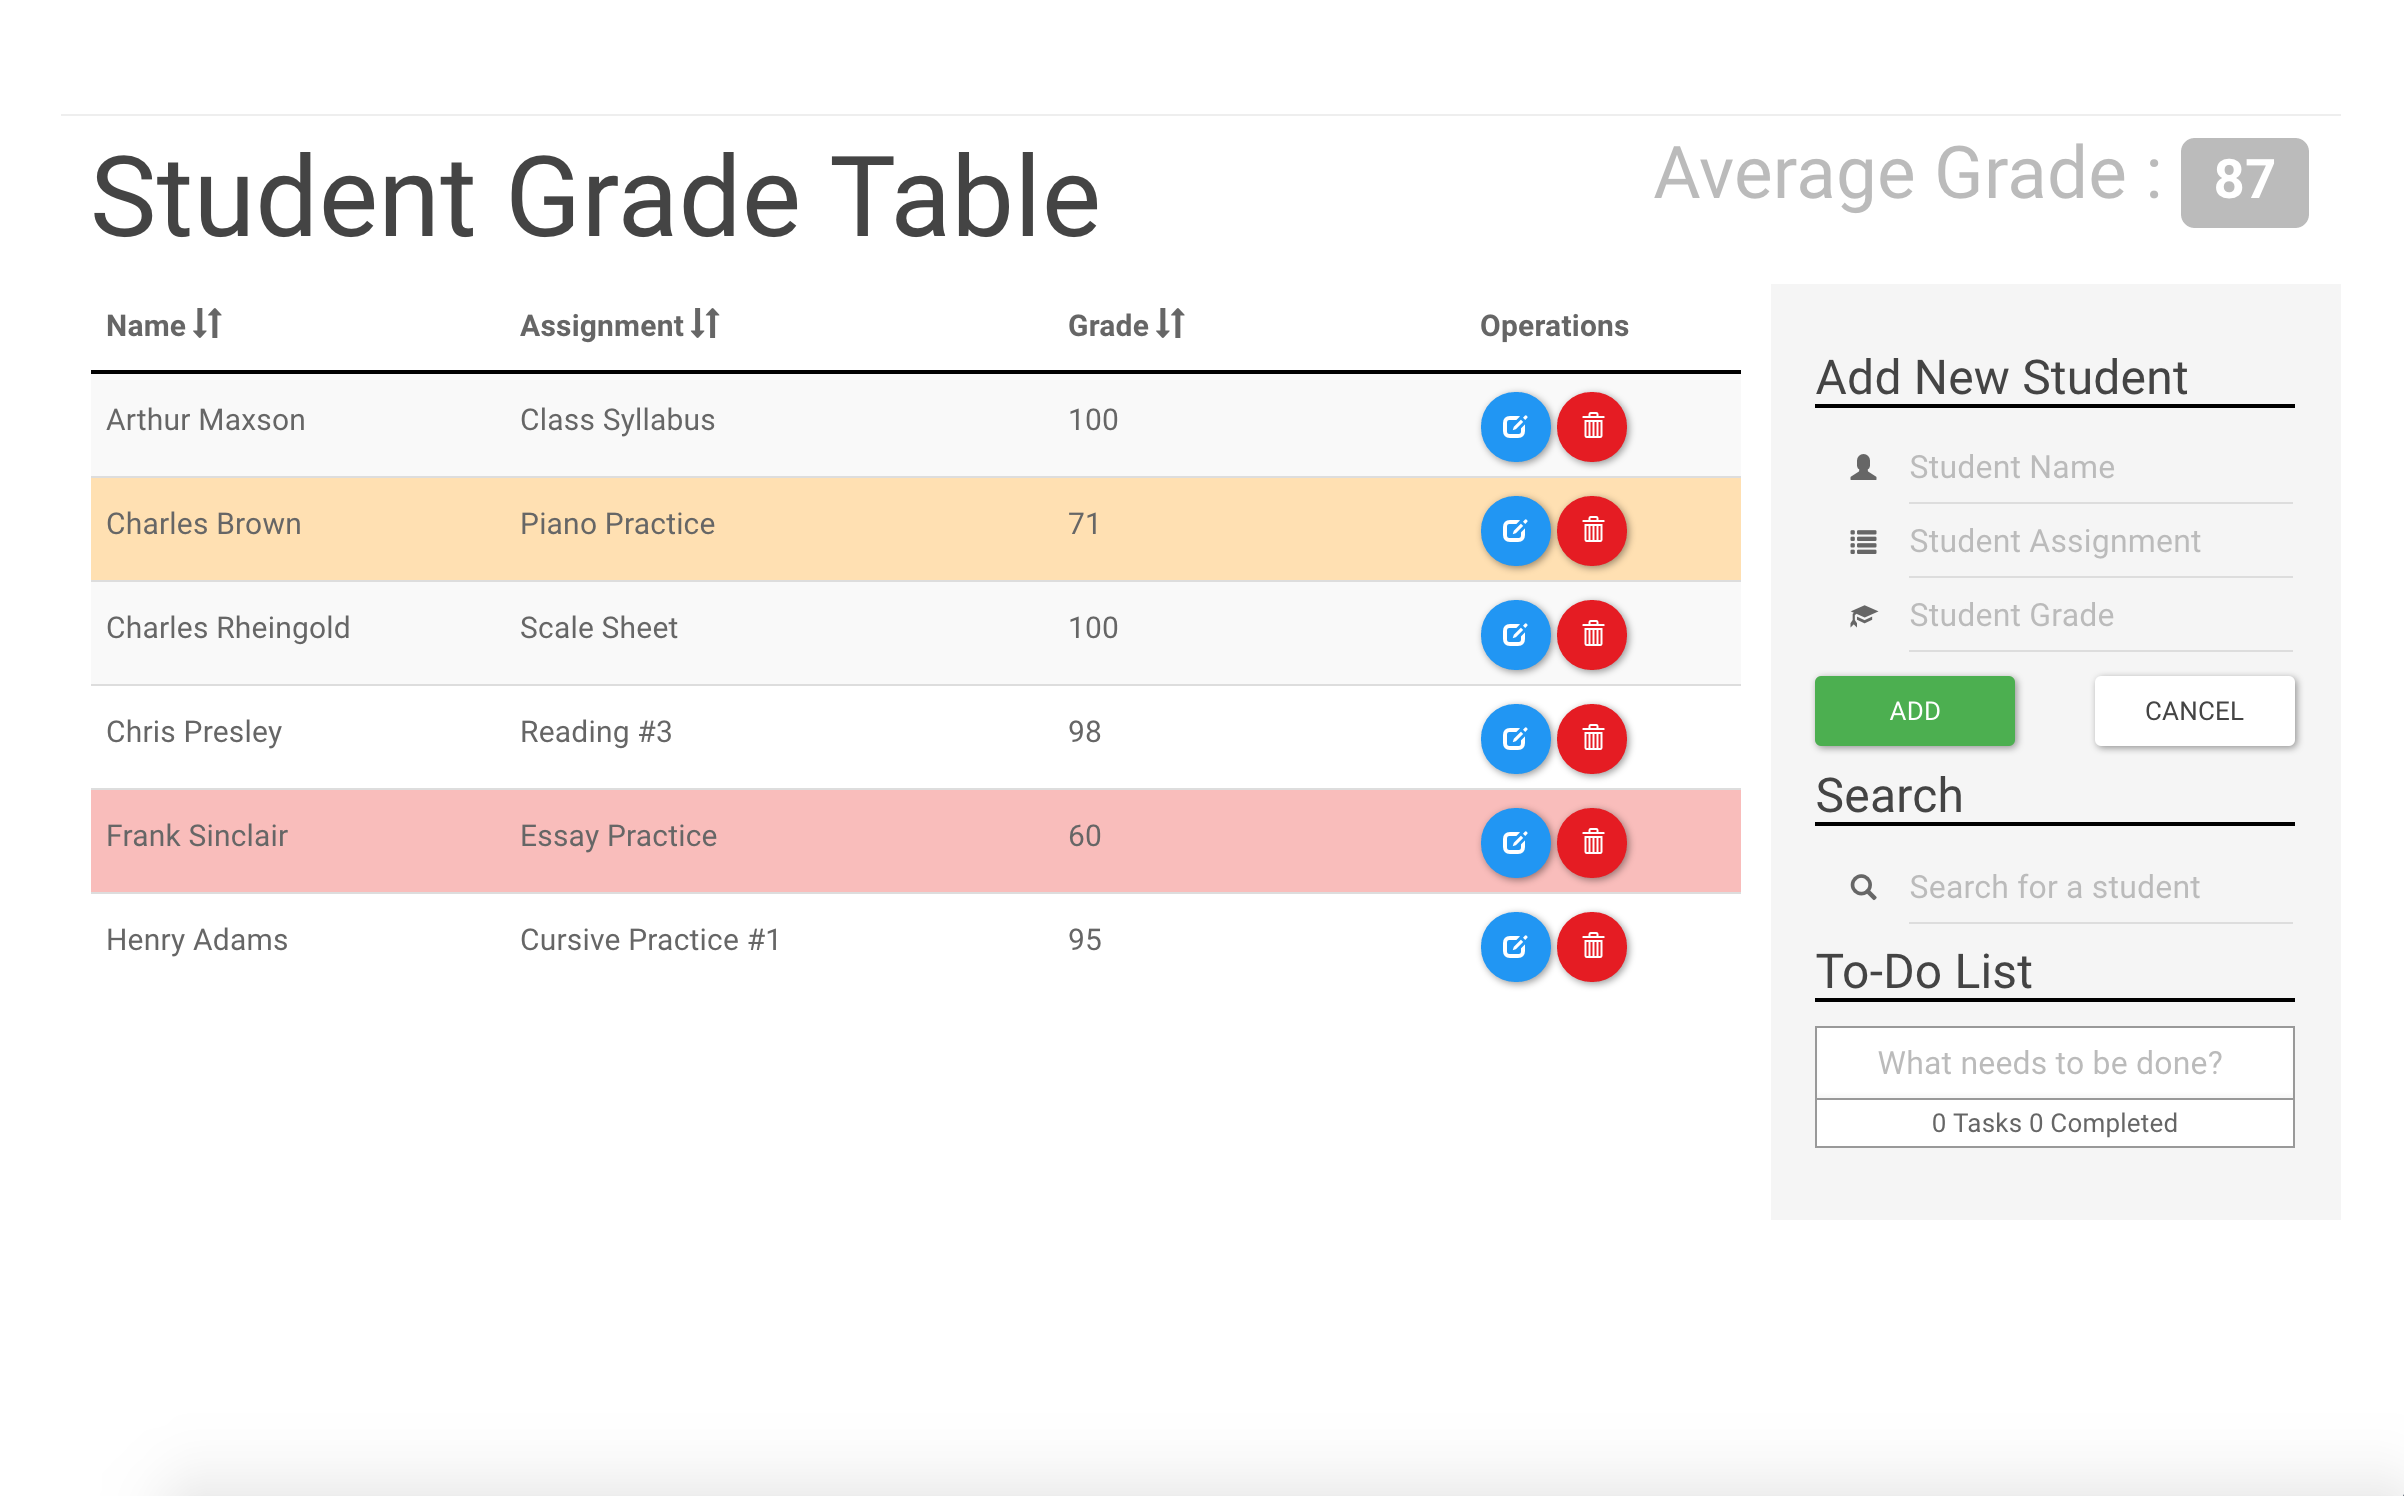 Student Grade Table
Average Grade : 87
Name Assignment Grade Operations
Arthur Maxson Class Syllabus 100
Charles Brown Piano Practice 71
Charles Rheingold Scale Sheet 100
Chris Presley Reading #3 98
Frank Sinclair Essay Practice 60
Henry Adams Cursive Practice #1 95
Add New Student
Student Name
Student Assignment
Student Grade
ADD CANCEL
Search
Search for a student
To-Do List
What needs to be done?
0 Tasks 0 Completed